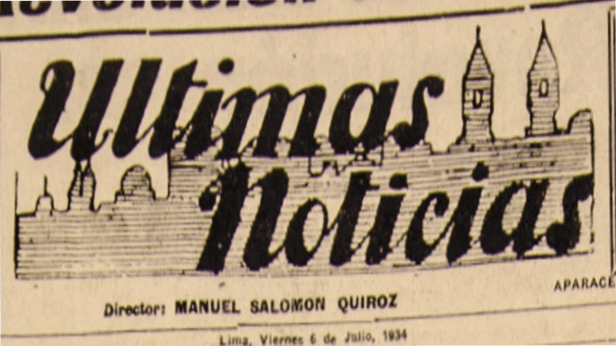 Ultimas
Noticias
APARACE
Director: MANUEL SALOMON QUIROZ
Lima, Viernes 6 de Julio, 1934